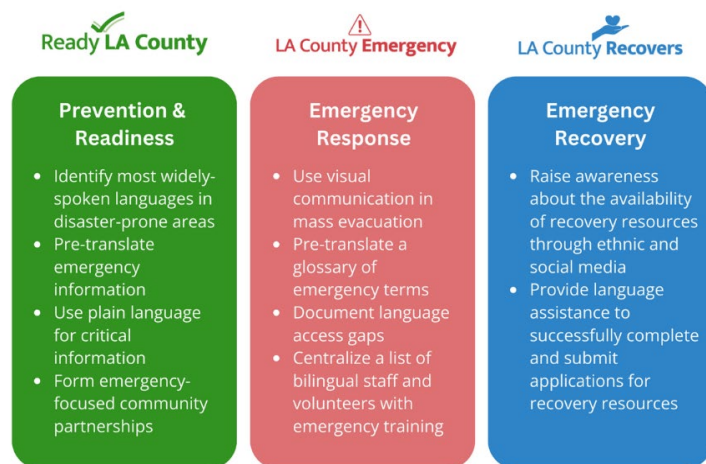 Ready LA County
Prevention &
Readiness
• Identify most widely-
spoken languages in
disaster-prone areas
• Pre-translate
emergency
information
• Use plain language
for critical
information
• Form emergency-
focused community
partnerships
LA County Emergency
Emergency
Response
• Use visual
communication in
mass evacuation
• Pre-translate a
glossary of
emergency terms
• Document language
access gaps
• Centralize a list of
bilingual staff and
volunteers with
emergency training
LA County Recovers
Emergency
Recovery
• Raise awareness
about the availability
of recovery resources
through ethnic and
social media
• Provide language
assistance to
successfully complete
and submit
applications for
recovery resources